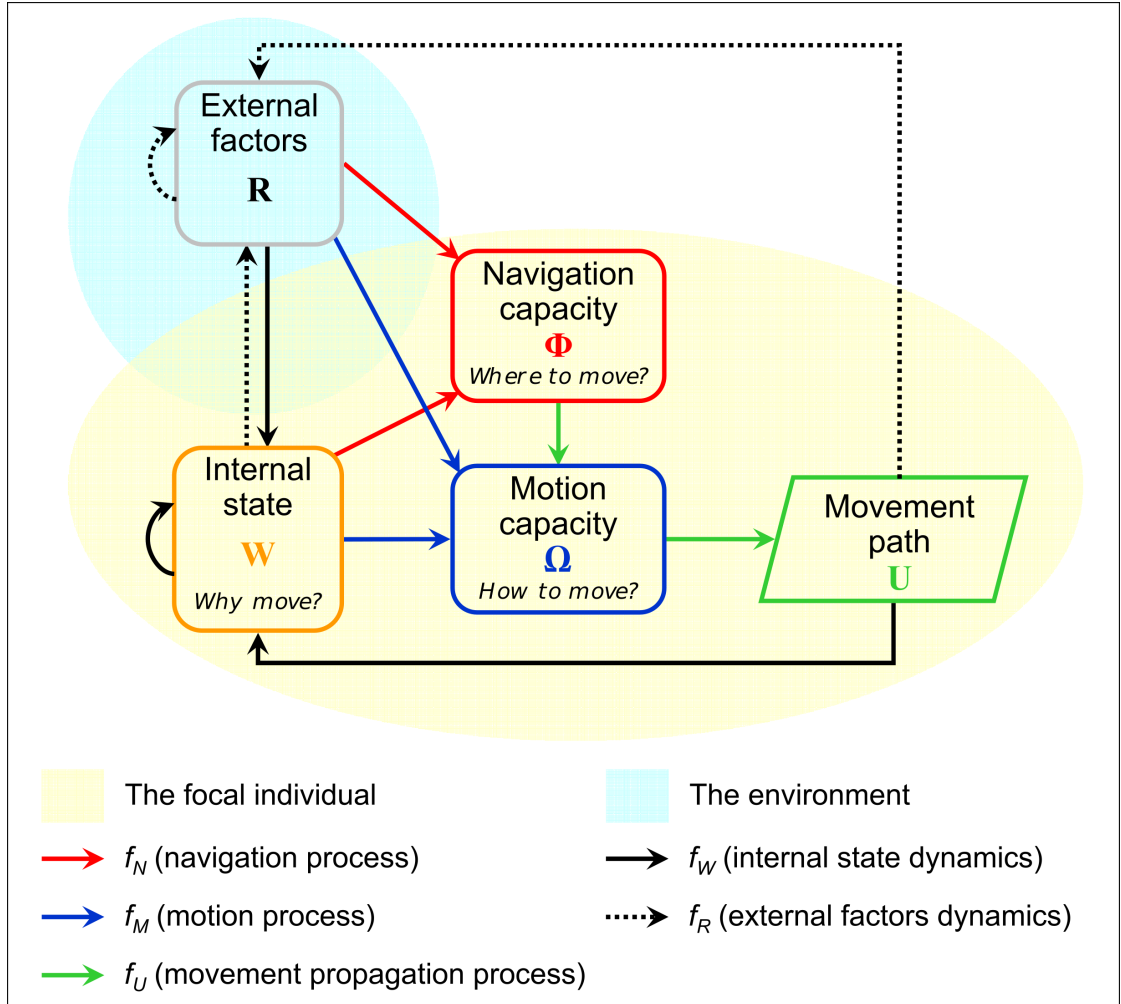 External
factors
R
Navigation
capacity
Φ
Where to move?
Internal
state
W
Why move?
Motion
capacity
Ω
How to move?
Movement
path
U
The focal individual
The environment
f_N (navigation process)
f_W (internal state dynamics)
f_M (motion process)
f_R (external factors dynamics)
f_U (movement propagation process)